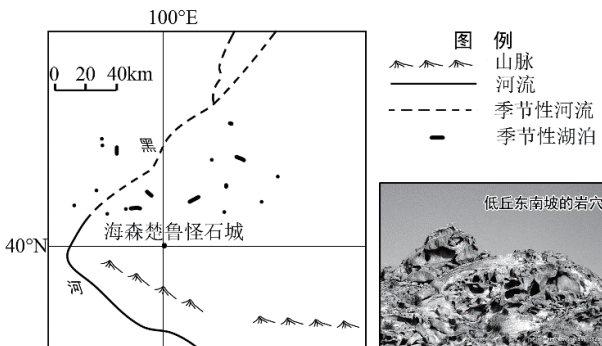 100°E
0 20 40km
黑
海森楚鲁怪石城
40°N
河
图 例
山脉
河流
季节性河流
季节性湖泊
低丘东南坡的岩穴